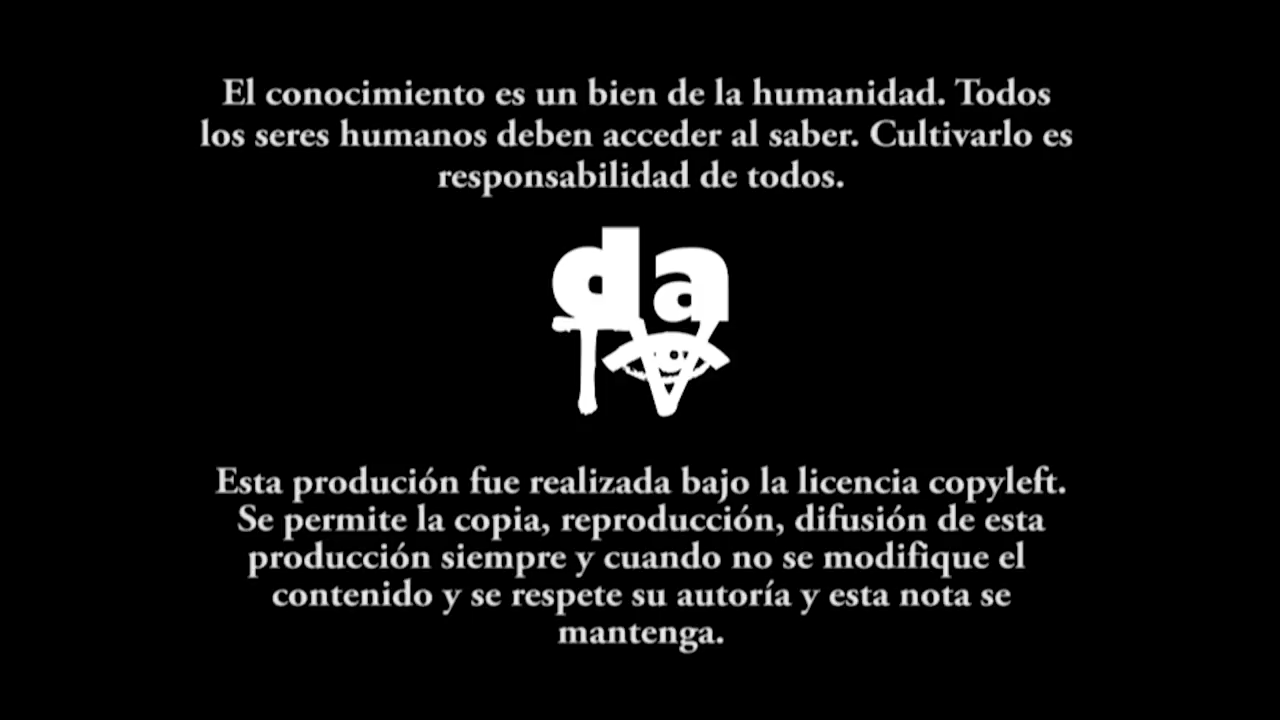 El conocimiento es un bien de la humanidad. Todos
los seres humanos deben acceder al saber. Cultivarlo es
responsabilidad de todos.
da
TV
Esta produción fue realizada bajo la licencia copyleft.
Se permite la copia, reproducción, difusión de esta
producción siempre y cuando no se modifique el
contenido y se respete su autoría y esta nota se
mantenga.